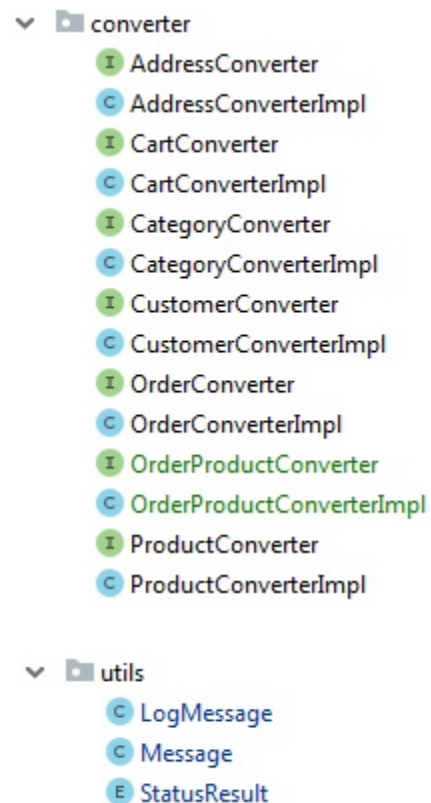 converter
I AddressConverter
C AddressConverterImpl
I CartConverter
C CartConverterImpl
I CategoryConverter
C CategoryConverterImpl
I CustomerConverter
C CustomerConverterImpl
I OrderConverter
C OrderConverterImpl
I OrderProductConverter
C OrderProductConverterImpl
I ProductConverter
C ProductConverterImpl
utils
C LogMessage
C Message
E StatusResult